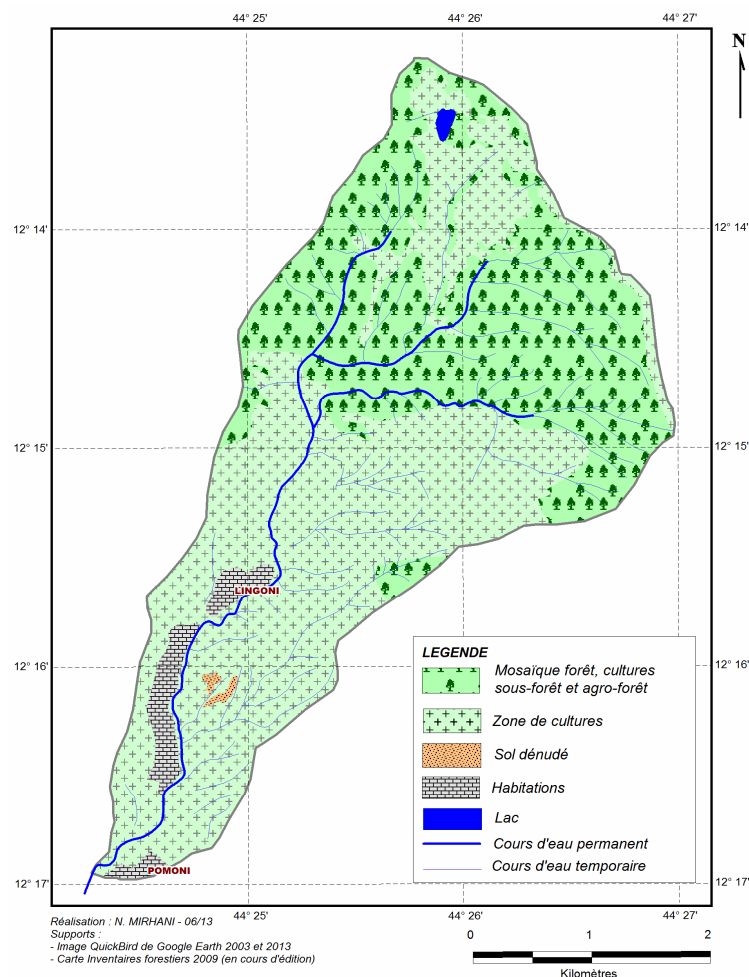 44° 25'
44° 26'
44° 27'
N
12° 14'
12° 14'
12° 15'
12° 15'
LINGONI
12° 16'
12° 16'
LEGENDE
Mosaïque forêt, cultures
sous-forêt et agro-forêt
Zone de cultures
Sol dénudé
Habitations
Lac
Cours d'eau permanent
Cours d'eau temporaire
POMONI
12° 17'
12° 17'
44° 25'
44° 26'
44° 27'
Réalisation : N. MIRHANI - 06/13
Supports :
- Image QuickBird de Google Earth 2003 et 2013
- Carte Inventaires forestiers 2009 (en cours d'édition)
0 1 2
Kilomètres